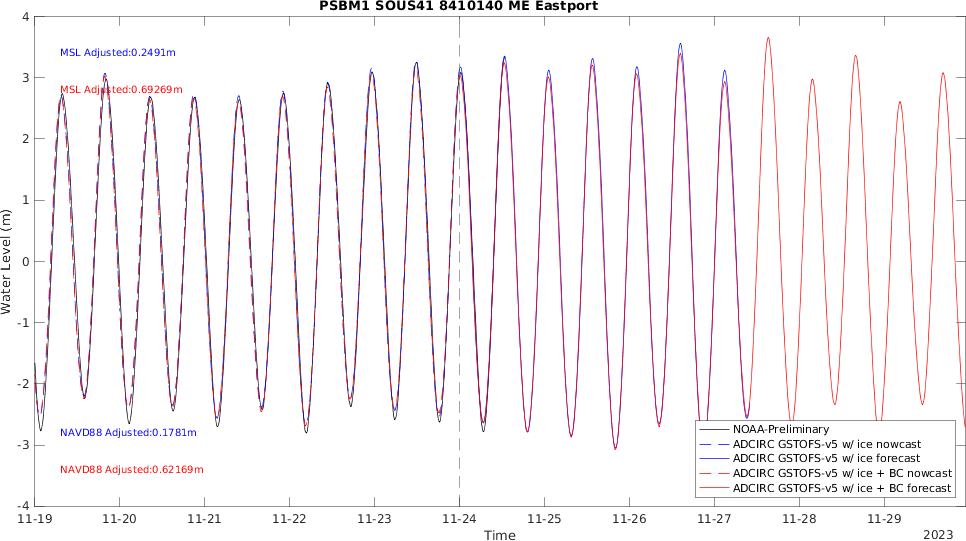 PSBM1 SOUS41 8410140 ME Eastport
4
3
2
1
0
-1
-2
-3
-4
Water Level (m)
MSL Adjusted:0.2491m
MSL Adjusted:0.69269m
NAVD88 Adjusted:0.1781m
NAVD88 Adjusted:0.62169m
NOAA-Preliminary
ADCIRC GSTOFS-v5 w/ ice nowcast
ADCIRC GSTOFS-v5 w/ ice forecast
ADCIRC GSTOFS-v5 w/ ice + BC nowcast
ADCIRC GSTOFS-v5 w/ ice + BC forecast
11-19 11-20 11-21 11-22 11-23 11-24 11-25 11-26 11-27 11-28 11-29
Time
2023